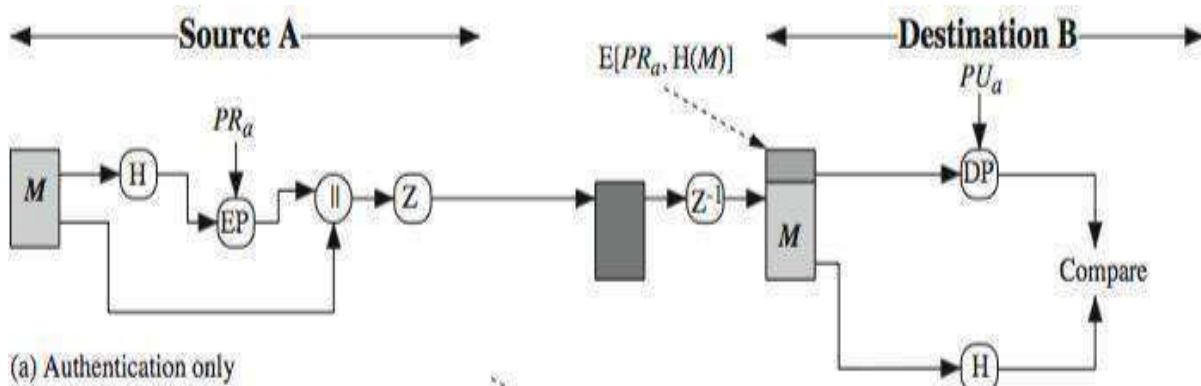 Source A
Destination B
E[PRₐ, H(M)]
PUₐ
PRₐ
M
H
EP
||
Z
Z⁻¹
DP
M
Compare
H
(a) Authentication only